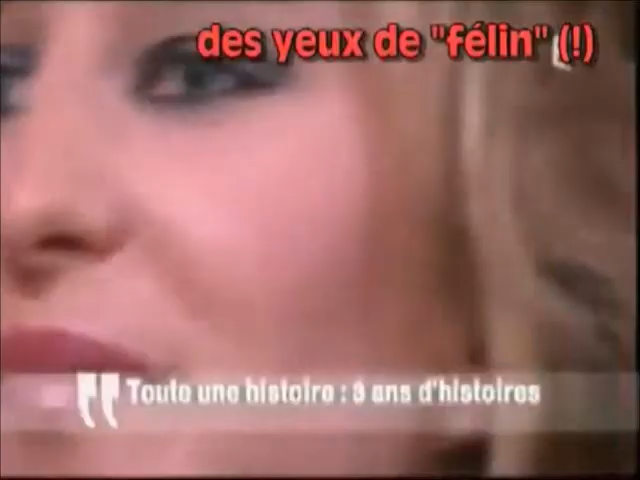 des yeux de "félin" (!)
Toute une histoire : 3 ans d'histoires